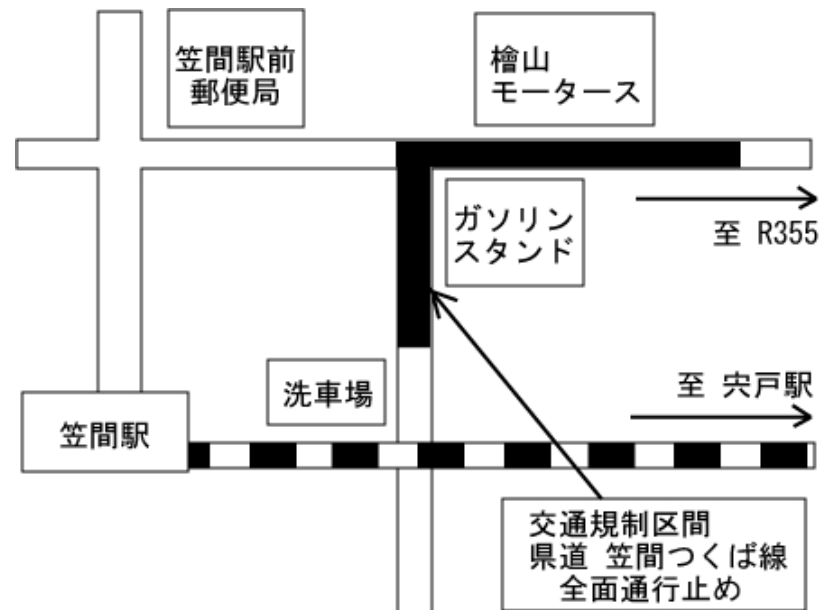 笠間駅前
郵便局
檜山
モータース
ガソリン
スタンド
至 R355
洗車場
至 宍戸駅
笠間駅
交通規制区間
県道 笠間つくば線
全面通行止め